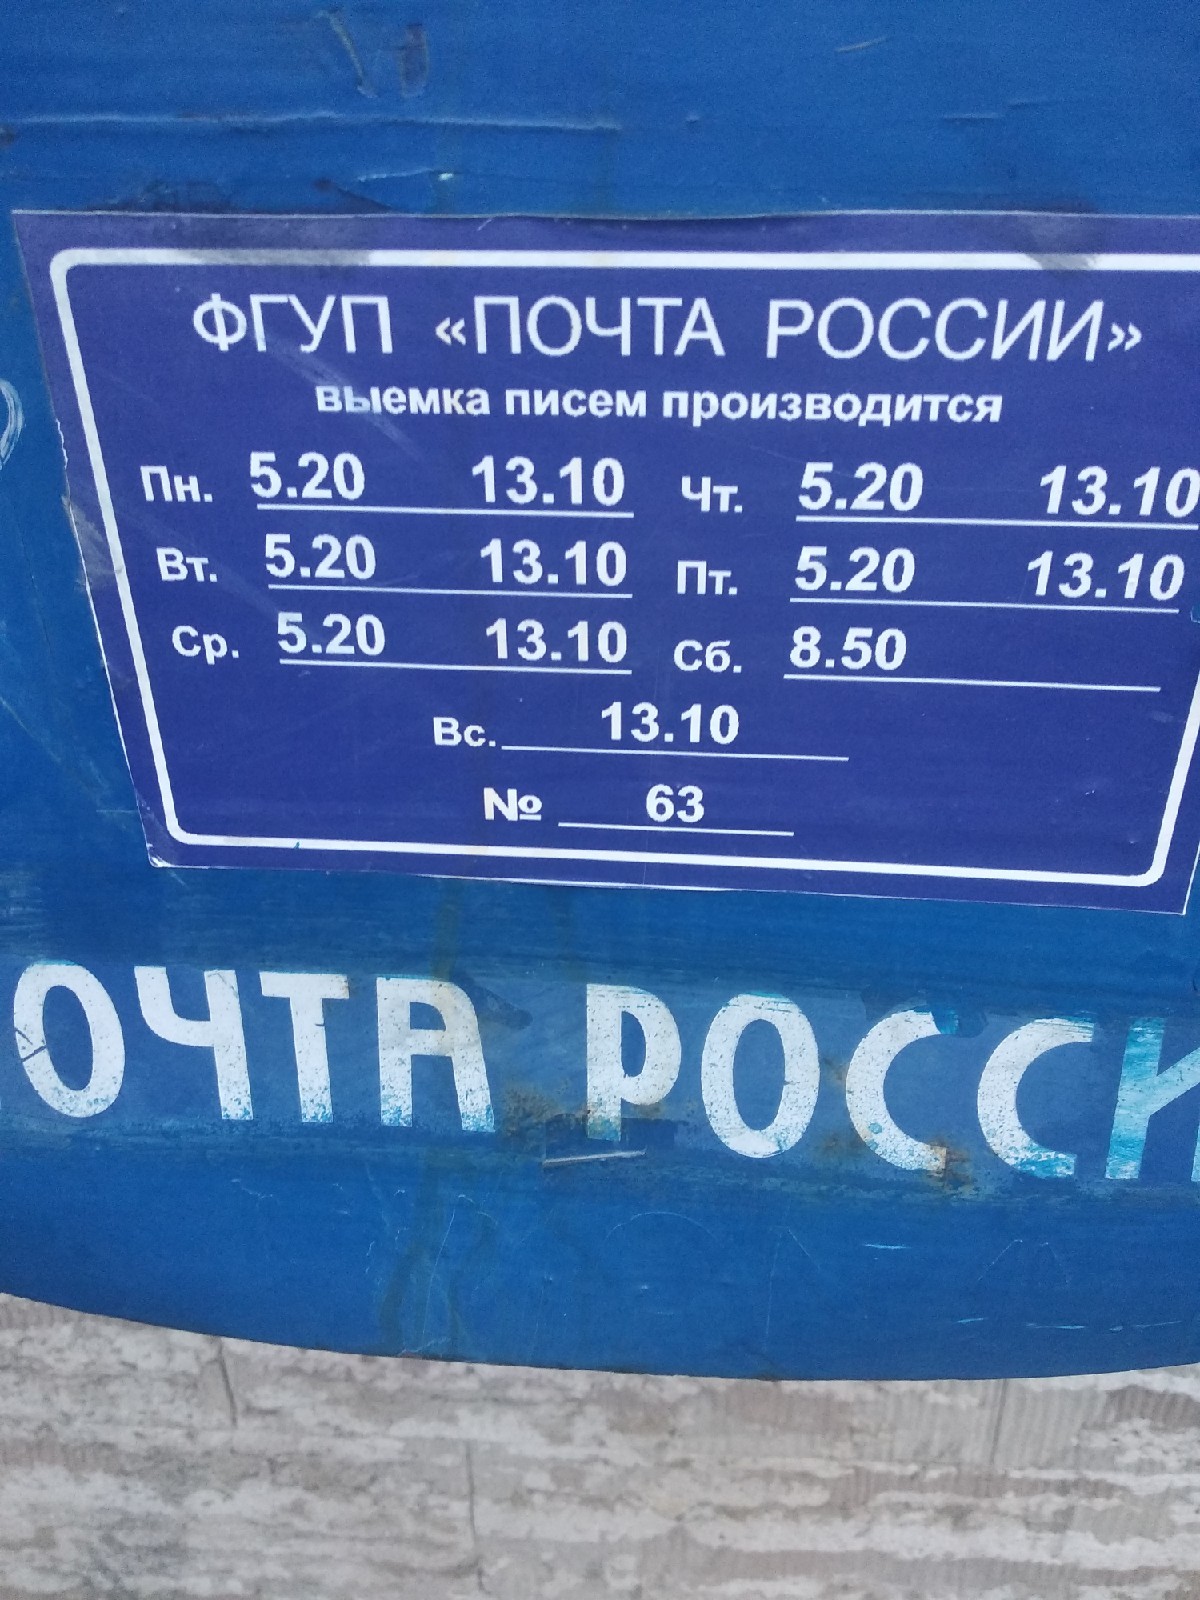 ФГУП «ПОЧТА РОССИИ»
выемка писем производится
Пн. 5.20 13.10 Чт. 5.20 13.10
Вт. 5.20 13.10 Пт. 5.20 13.10
Ср. 5.20 13.10 Сб. 8.50
Вс. 13.10
№ 63
ОЧТА РОССИ